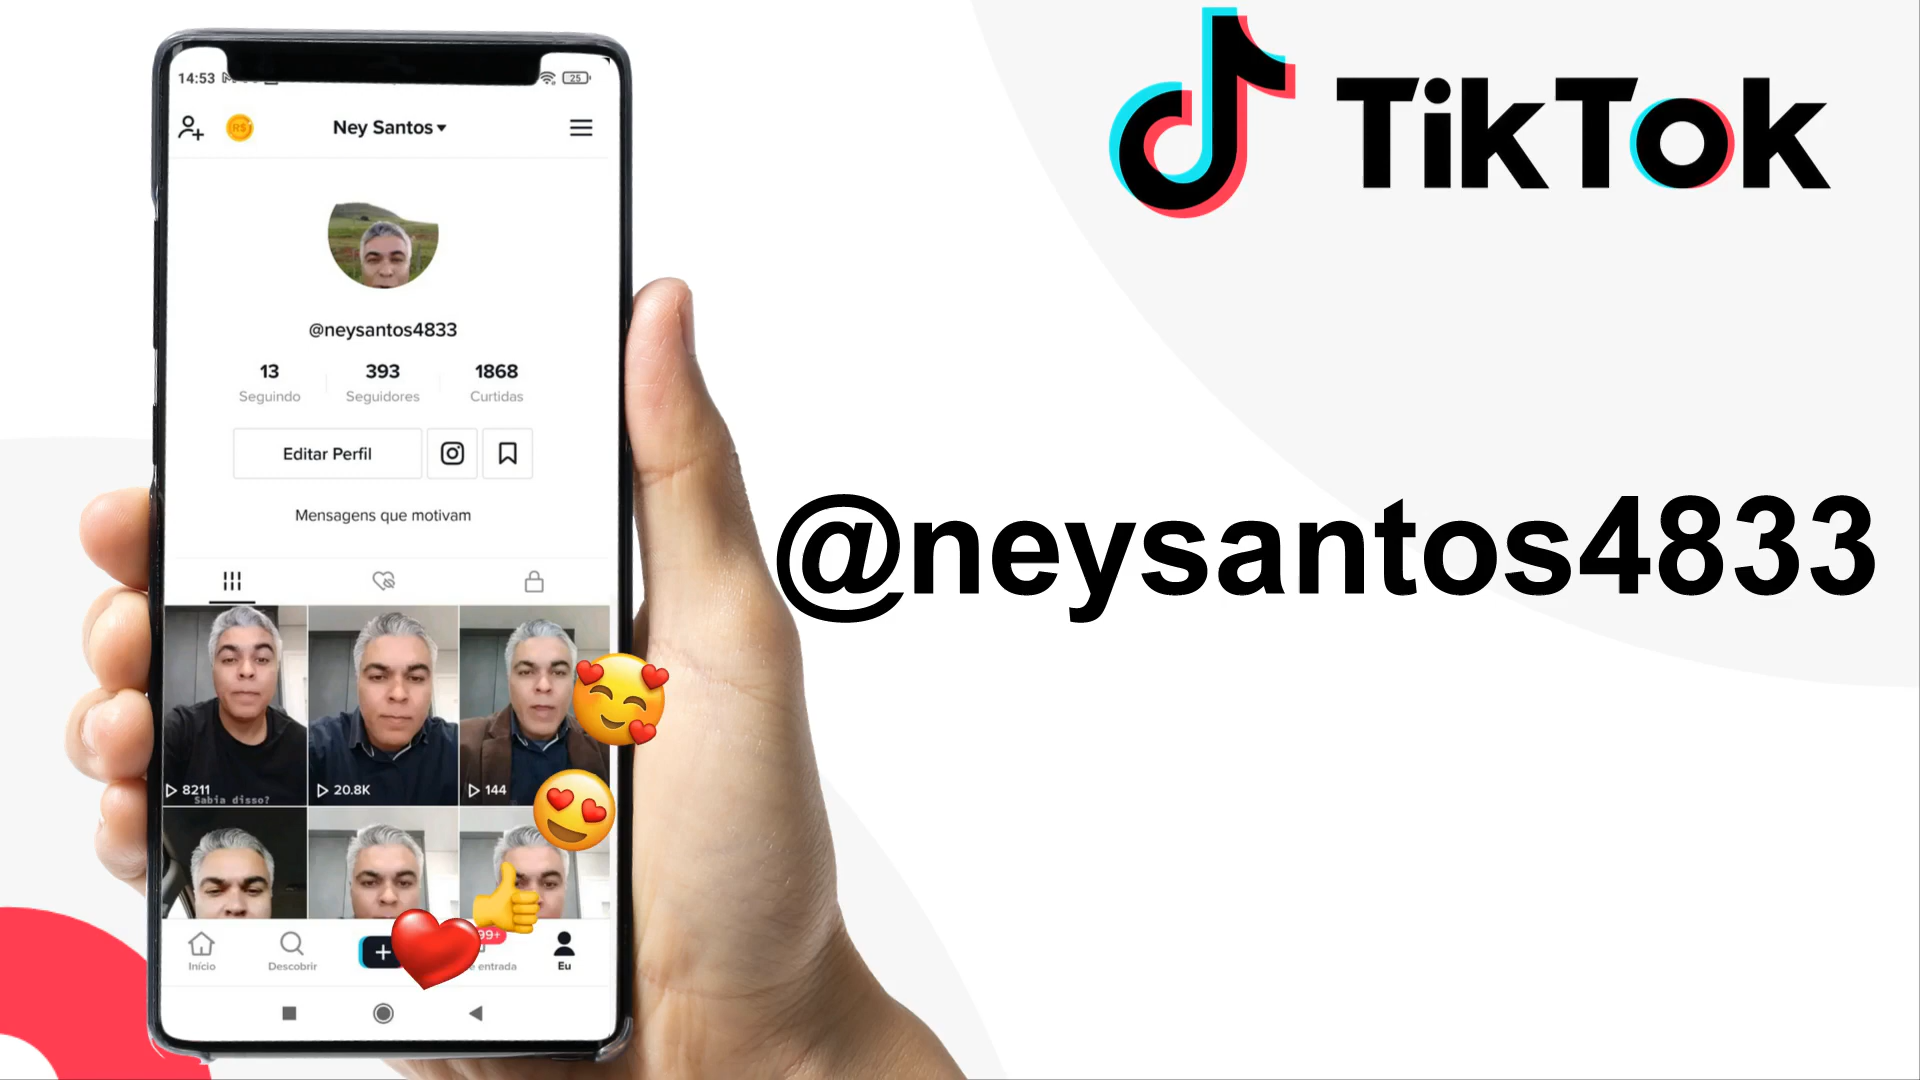 14:53
25
R$
Ney Santos
@neysantos4833
13 393 1868
Seguindo Seguidores Curtidas
Editar Perfil
Mensagens que motivam
8211 20.8K 144
Sabia disso?
99+
Início Descobrir entrada Eu
TikTok
@neysantos4833